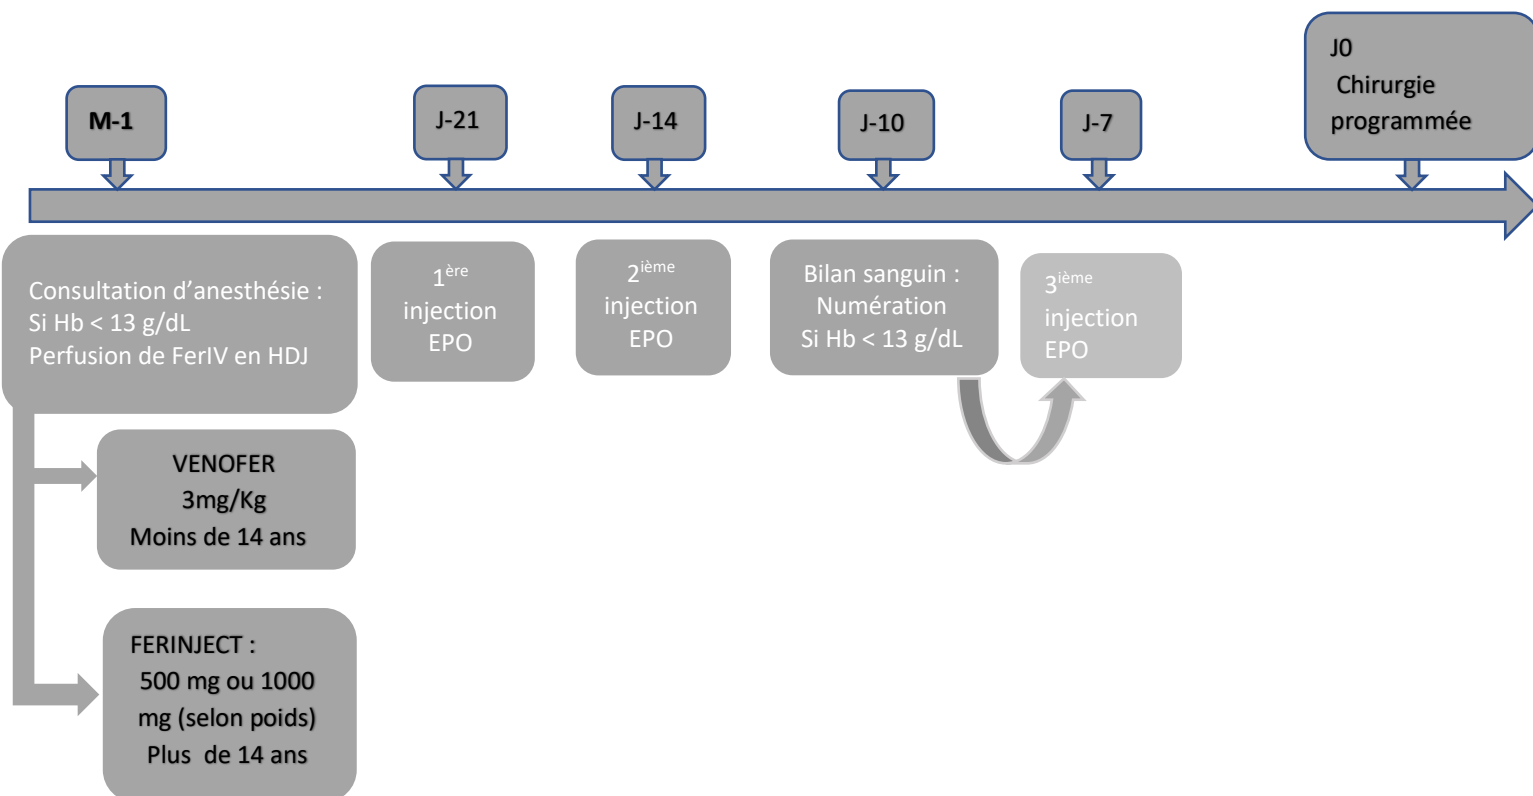 M-1
J-21
J-14
J-10
J-7
J0
Chirurgie
programmée
Consultation d'anesthésie :
Si Hb < 13 g/dL
Perfusion de FerIV en HDJ
1ère
injection
EPO
2ième
injection
EPO
Bilan sanguin :
Numération
Si Hb < 13 g/dL
3ième
injection
EPO
VENOFER
3mg/Kg
Moins de 14 ans
FERINJECT :
500 mg ou 1000
mg (selon poids)
Plus de 14 ans